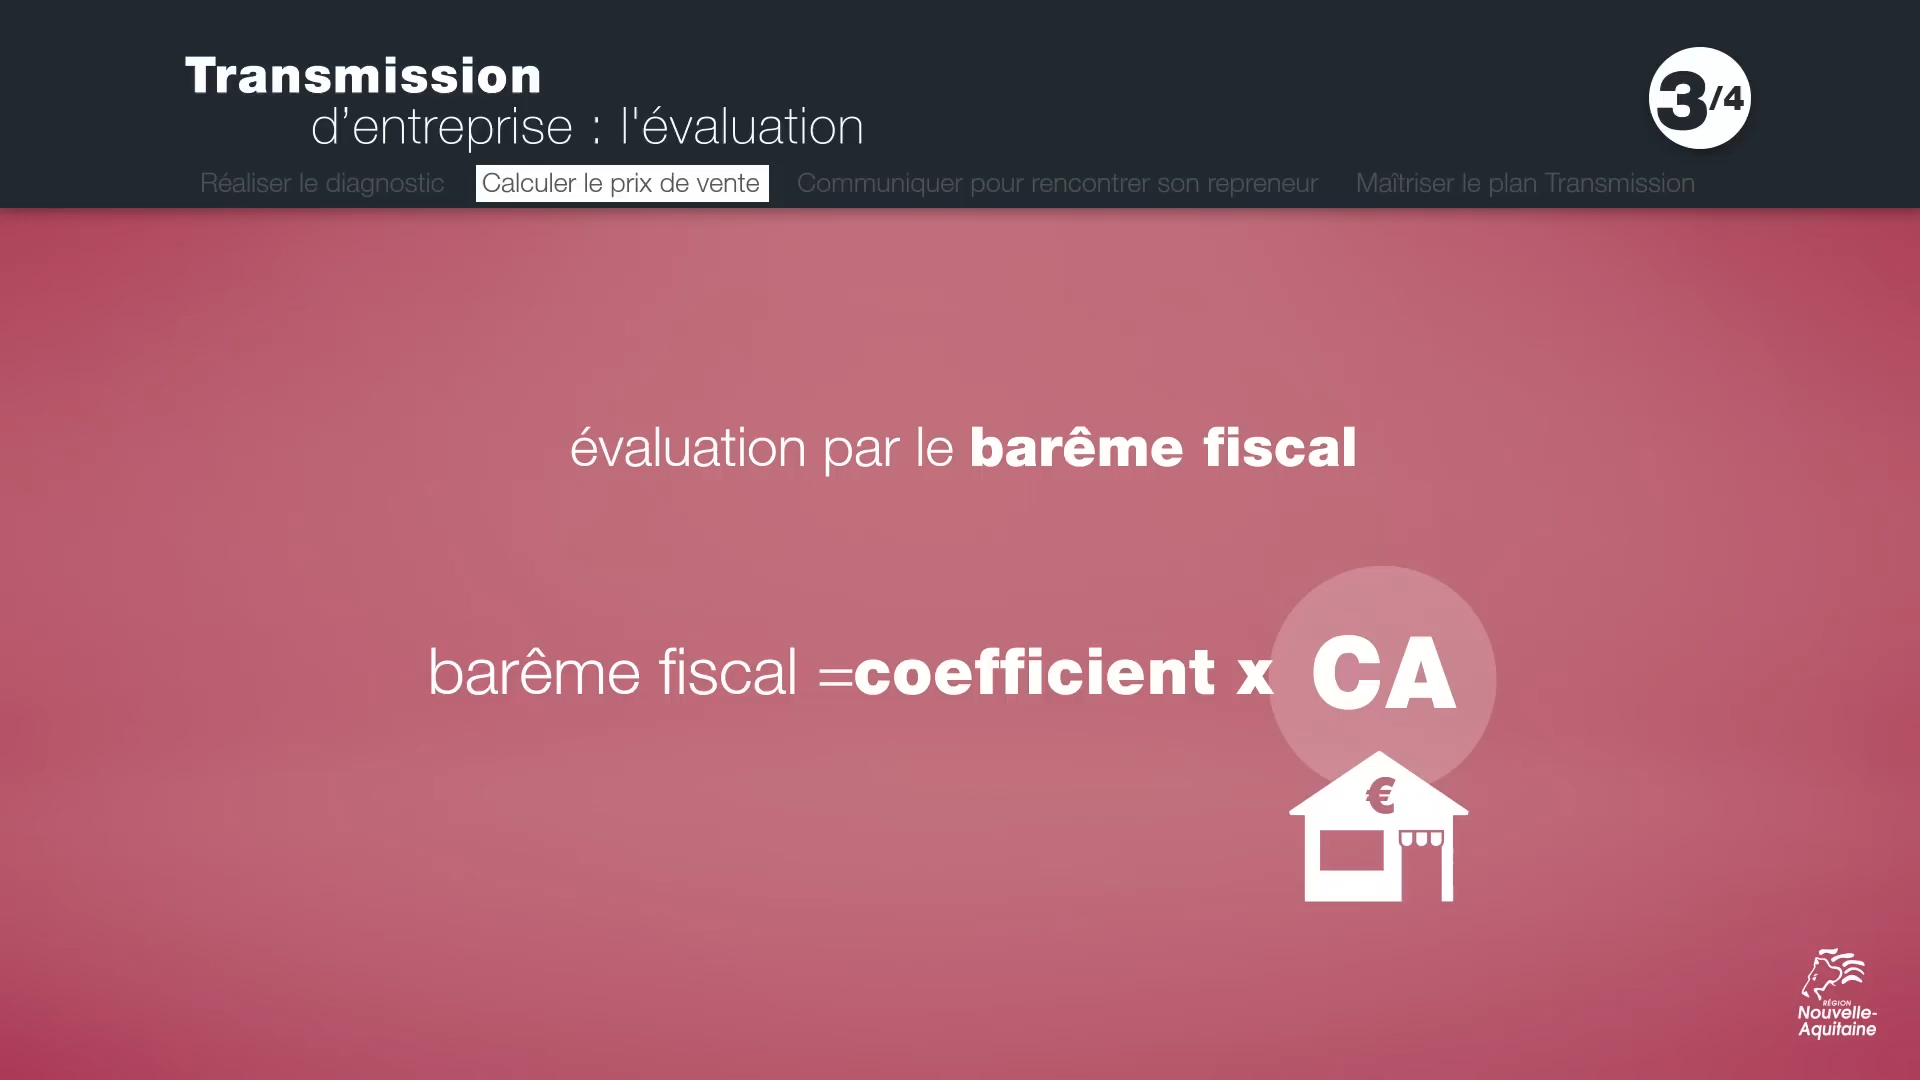 Transmission
d’entreprise : l'évaluation
3/4
Réaliser le diagnostic
Calculer le prix de vente
Communiquer pour rencontrer son repreneur
Maîtriser le plan Transmission
évaluation par le barême fiscal
barême fiscal =coefficient x CA
€
RÉGION
Nouvelle-
Aquitaine